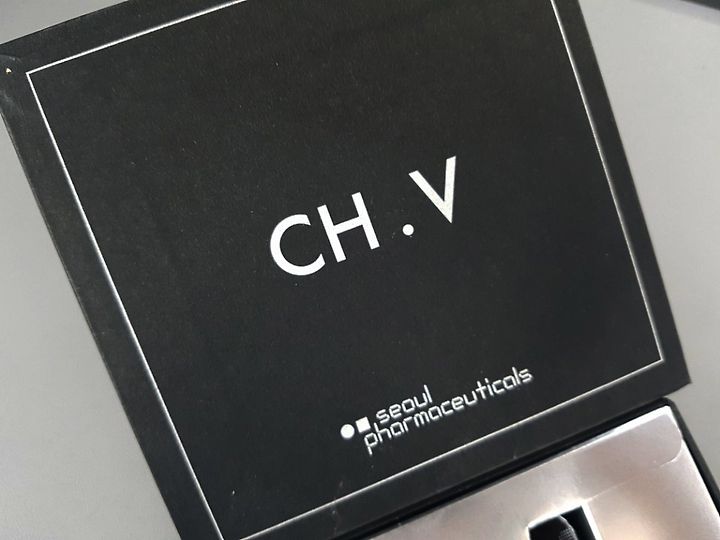 CH . V
seoul
pharmaceuticals